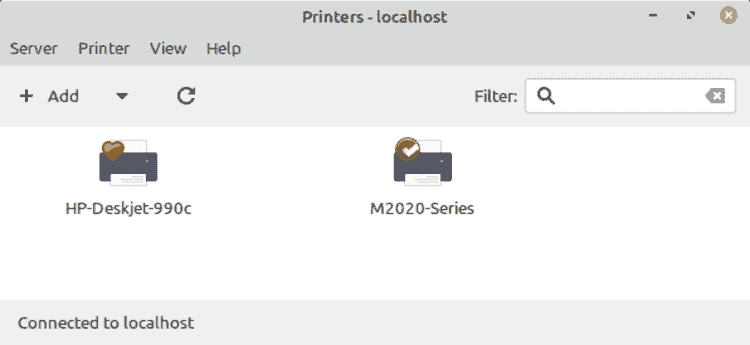 Printers - localhost
Server Printer View Help
+ Add Filter:
HP-Deskjet-990c M2020-Series
Connected to localhost